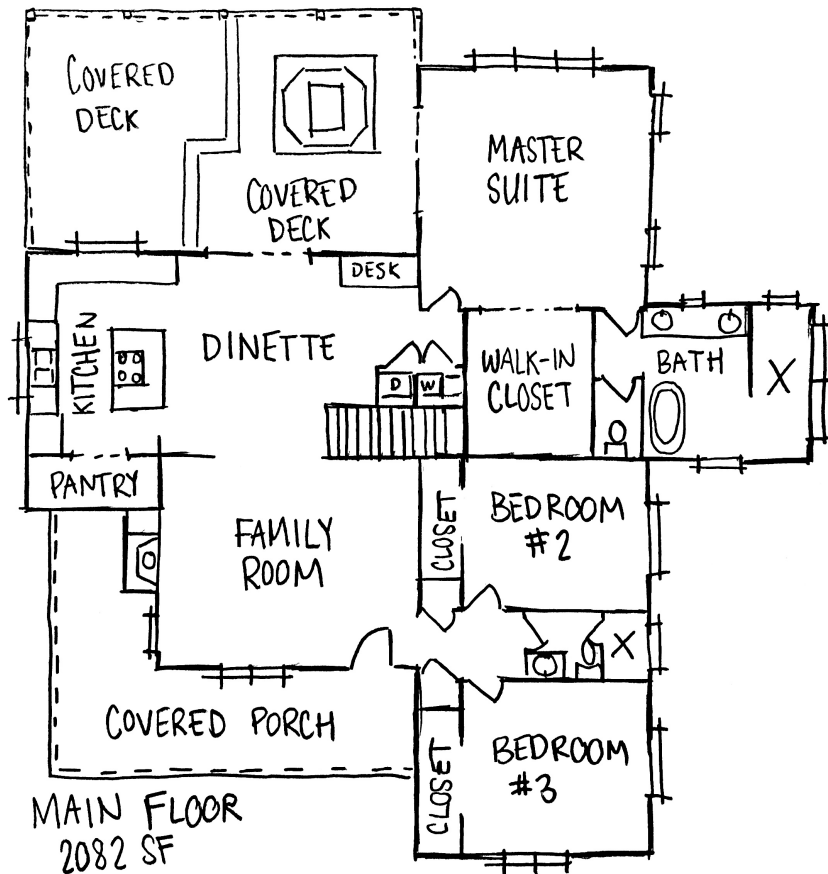 COVERED
DECK
COVERED
DECK
MASTER
SUITE
DESK
KITCHEN
DINETTE
D W
WALK-IN
CLOSET
BATH
X
PANTRY
FAMILY
ROOM
CLOSET
BEDROOM
#2
X
COVERED PORCH
CLOSET
BEDROOM
#3
MAIN FLOOR
2082 SF